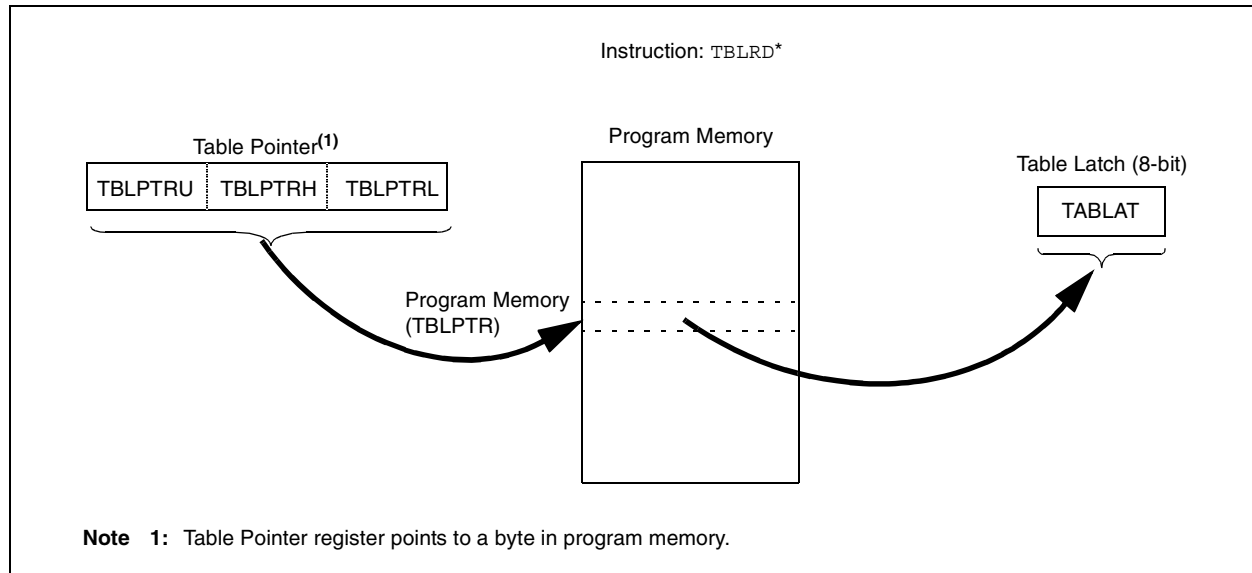 Instruction: TBLRD*
Table Pointer(1)
Program Memory
Table Latch (8-bit)
TBLPTRU TBLPTRH TBLPTRL
TABLAT
Program Memory
(TBLPTR)
Note 1: Table Pointer register points to a byte in program memory.